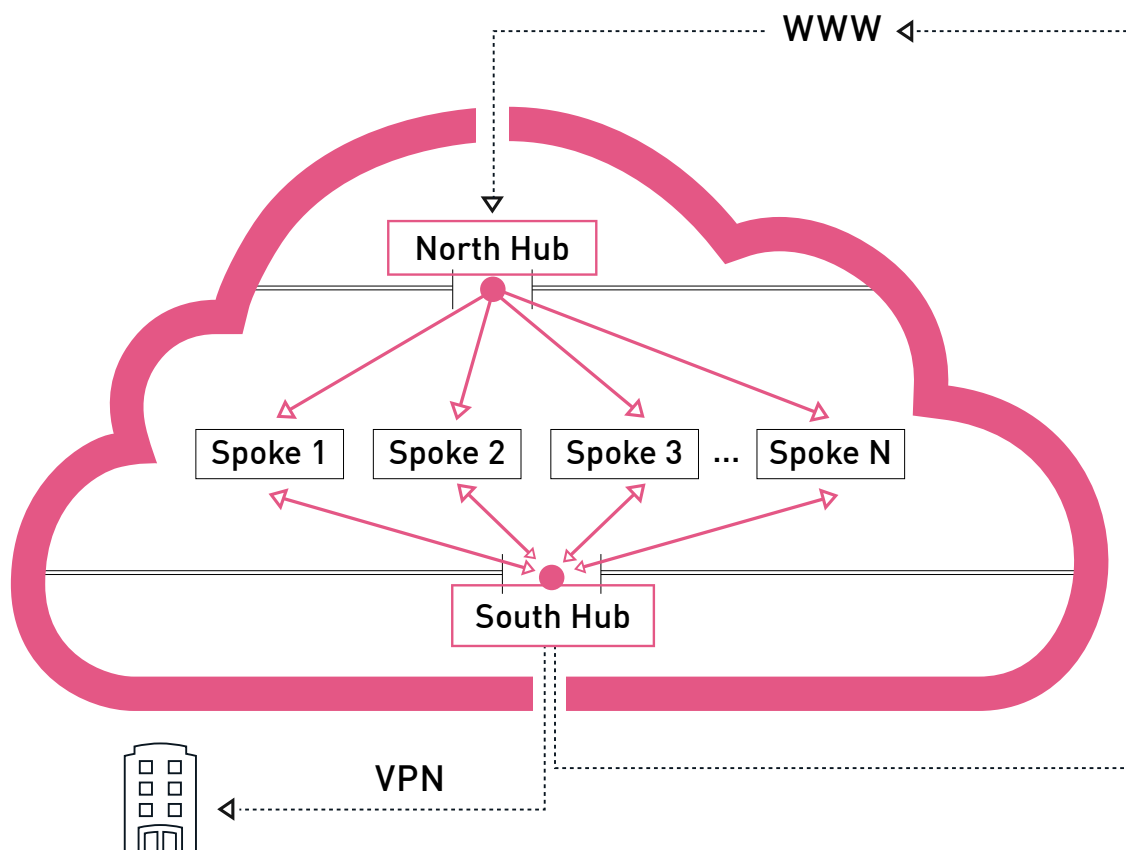 WWW
North Hub
Spoke 1
Spoke 2
Spoke 3
...
Spoke N
South Hub
VPN